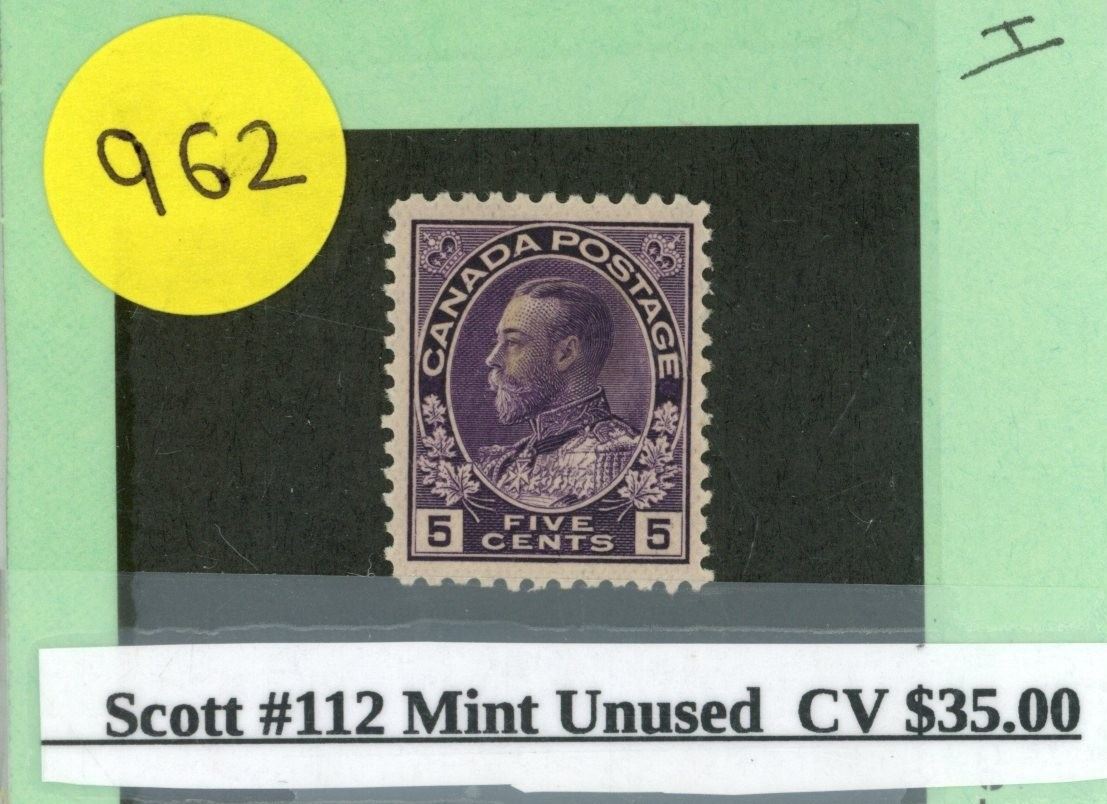 962
I
CANADA POSTAGE
5 FIVE CENTS 5
Scott #112 Mint Unused CV $35.00